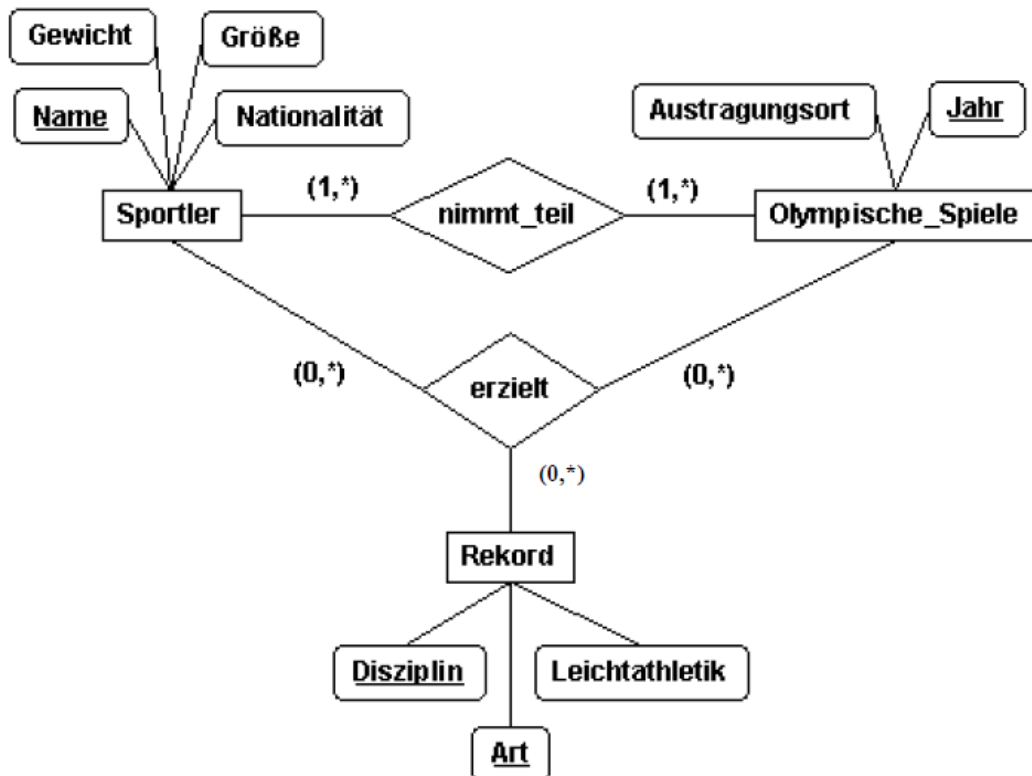 Gewicht Größe
Name Nationalität
Austragungsort Jahr
(1,*) (1,*)
Sportler nimmt_teil Olympische_Spiele
(0,*) erzielt (0,*)
(0,*)
Rekord
Disziplin Leichtathletik
Art